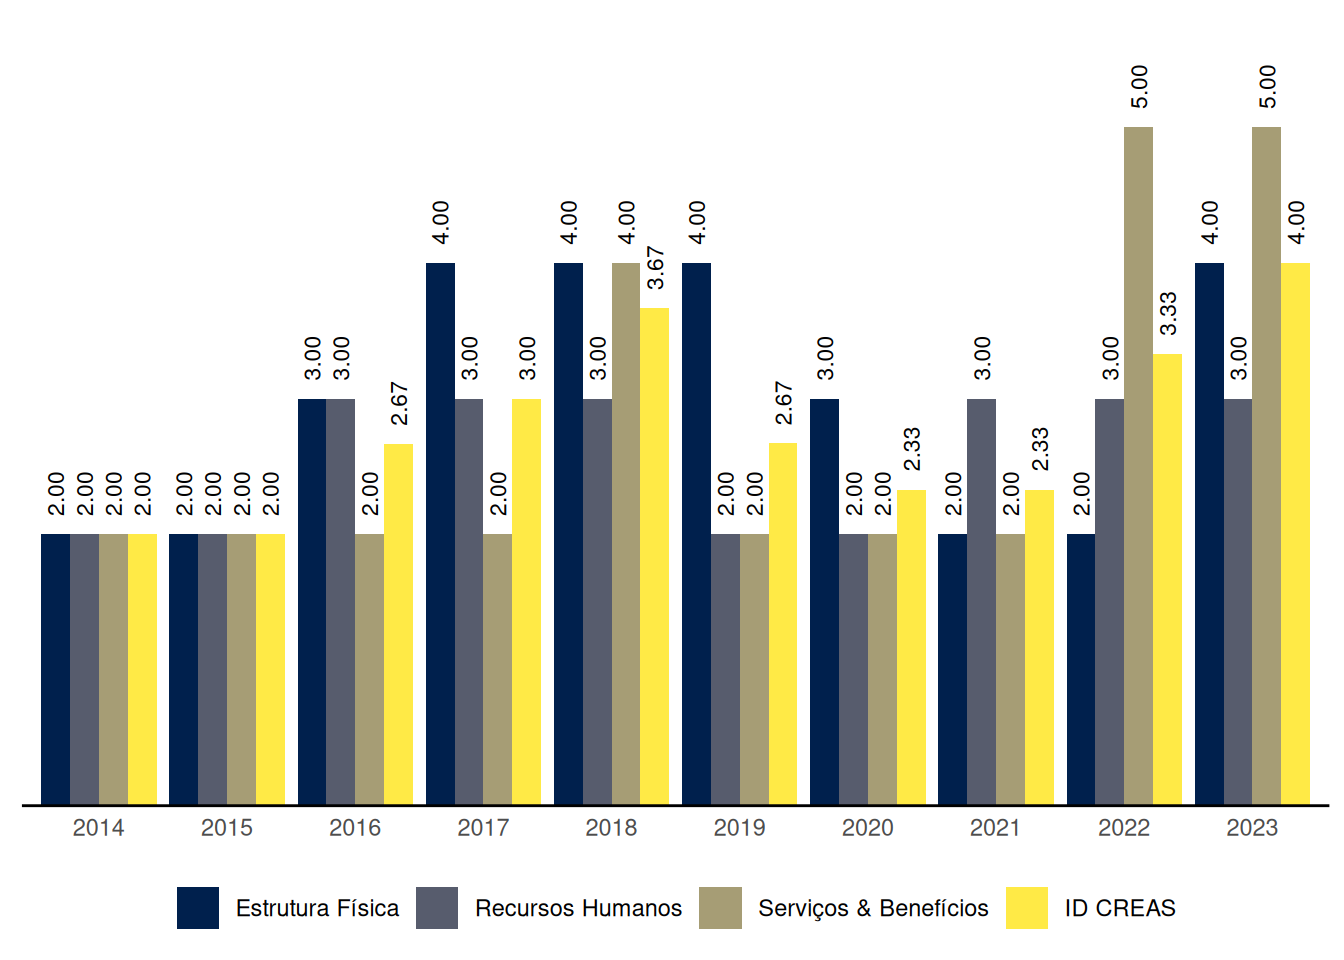 5.00 5.00
4.00 4.00 4.00 4.00 4.00 4.00
3.67
3.33
3.00 3.00 3.00 3.00 3.00 3.00 3.00 3.00 3.00
2.67 2.67
2.33 2.33
2.00 2.00 2.00 2.00 2.00 2.00 2.00 2.00 2.00 2.00 2.00 2.00 2.00 2.00 2.00 2.00 2.00
2014 2015 2016 2017 2018 2019 2020 2021 2022 2023
Estrutura Física Recursos Humanos Serviços & Benefícios ID CREAS